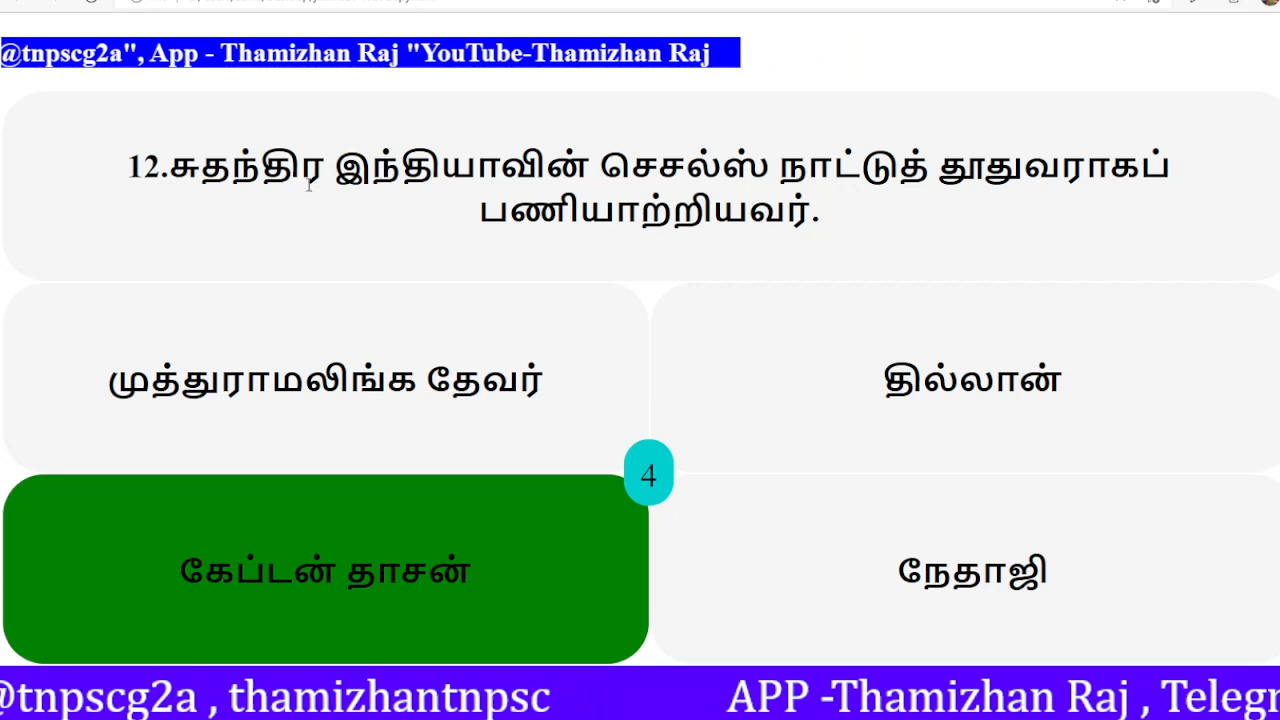 @tnpscg2a", App - Thamizhan Raj "YouTube-Thamizhan Raj
12.சுதந்திர இந்தியாவின் செசல்ஸ் நாட்டுத் தூதுவராகப்
பணியாற்றியவர்.
முத்துராமலிங்க தேவர்
தில்லான்
4
கேப்டன் தாசன்
நேதாஜி
@tnpscg2a , thamizhantnpsc APP -Thamizhan Raj , Telegr